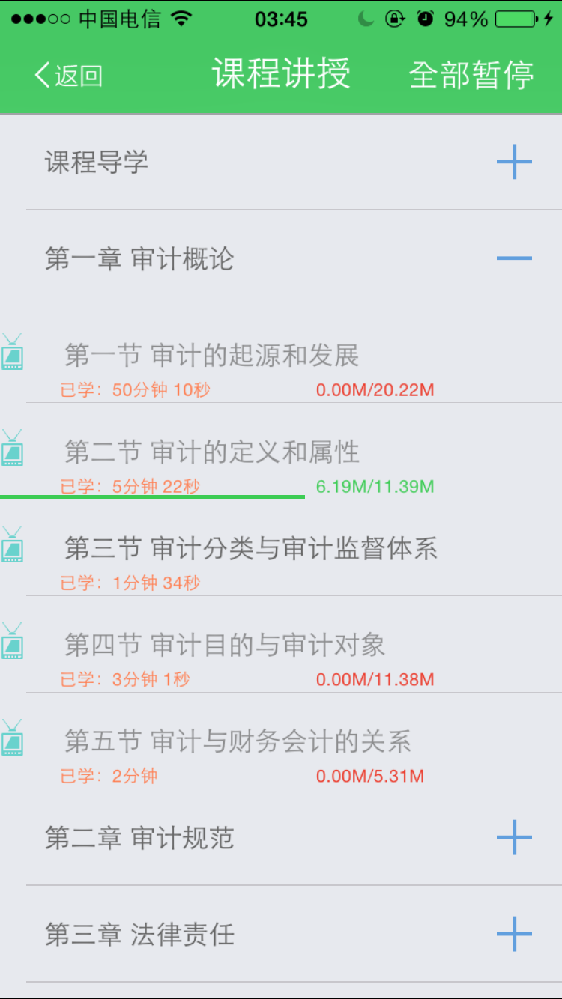 中国电信 03:45 94%
返回 课程讲授 全部暂停
课程导学
第一章 审计概论
第一节 审计的起源和发展
已学：50分钟 10秒 0.00M/20.22M
第二节 审计的定义和属性
已学：5分钟 22秒 6.19M/11.39M
第三节 审计分类与审计监督体系
已学：1分钟 34秒
第四节 审计目的与审计对象
已学：3分钟 1秒 0.00M/11.38M
第五节 审计与财务会计的关系
已学：2分钟 0.00M/5.31M
第二章 审计规范
第三章 法律责任